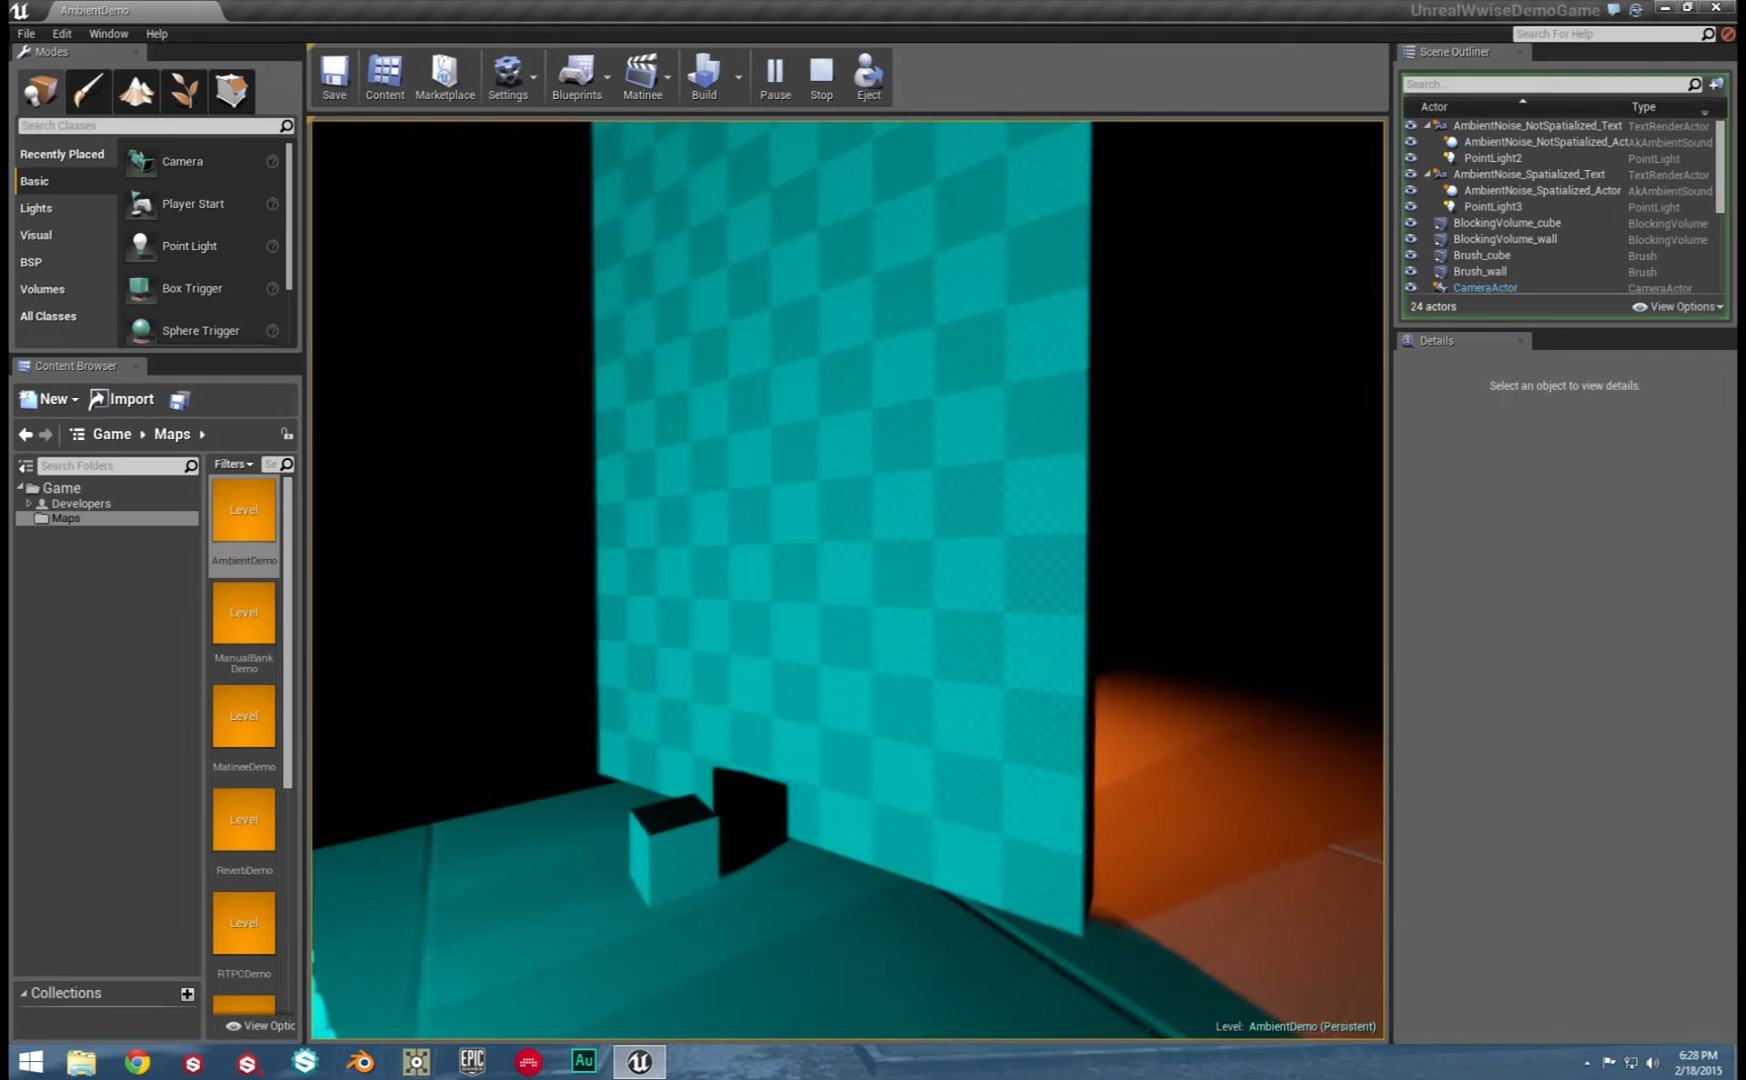 AmbientDemo
UnrealWwiseDemoGame
File Edit Window Help
Search For Help
Modes
Save
Content
Marketplace
Settings
Blueprints
Matinee
Build
Pause
Stop
Eject
Search Classes
Recently Placed
Basic
Lights
Visual
BSP
Volumes
All Classes
Camera
Player Start
Point Light
Box Trigger
Sphere Trigger
Content Browser
New Import
Game Maps
Search Folders
Game
Developers
Maps
Collections
Filters Se
Level
AmbientDemo
Level
ManualBank
Demo
Level
MatineeDemo
Level
ReverbDemo
Level
RTPCDemo
View Optic
Level: AmbientDemo (Persistent)
Scene Outliner
Search...
Actor Type
AmbientNoise_NotSpatialized_Text TextRenderActor
AmbientNoise_NotSpatialized_Act AkAmbientSound
PointLight2 PointLight
AmbientNoise_Spatialized_Text TextRenderActor
AmbientNoise_Spatialized_Actor AkAmbientSound
PointLight3 PointLight
BlockingVolume_cube BlockingVolume
BlockingVolume_wall BlockingVolume
Brush_cube Brush
Brush_wall Brush
CameraActor CameraActor
24 actors View Options
Details
Select an object to view details.
EPIC
GAMES
Au
6:28 PM
2/18/2015